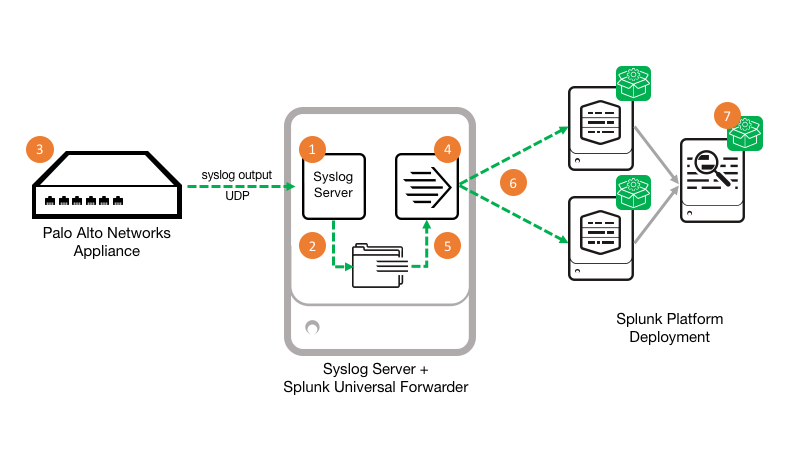 3
Palo Alto Networks
Appliance
syslog output
UDP
1
Syslog
Server
4
2
5
Syslog Server +
Splunk Universal Forwarder
6
7
Splunk Platform
Deployment